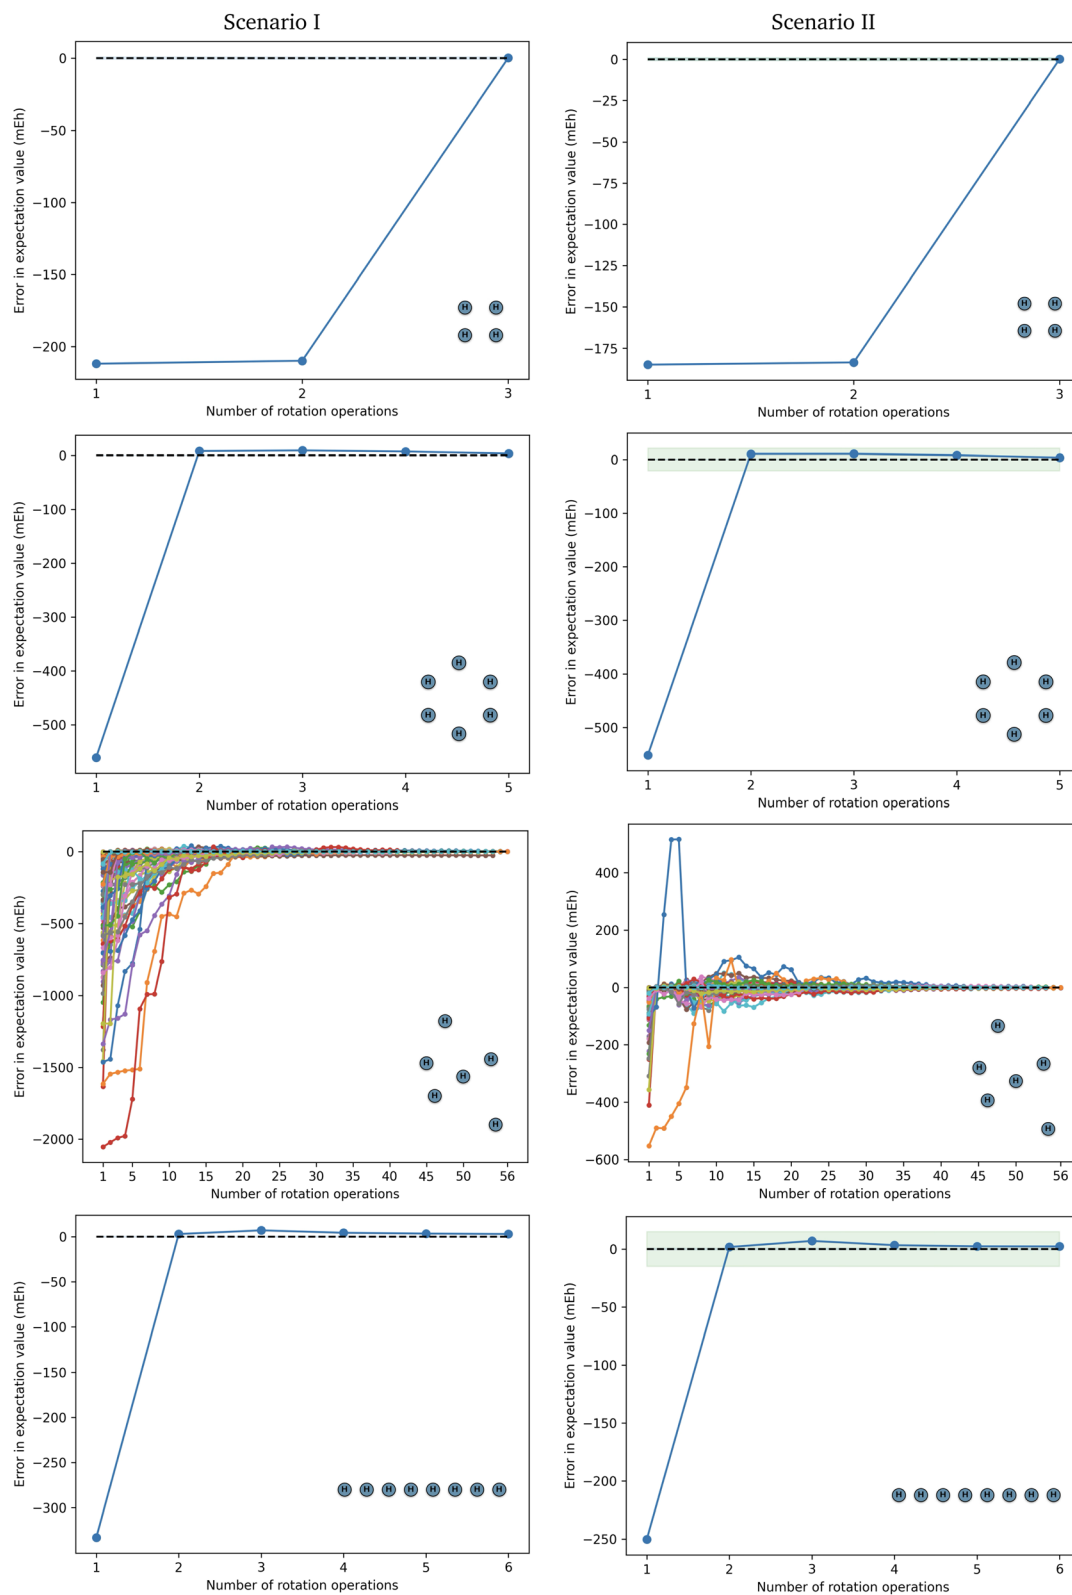 Scenario I
Scenario II
0
−50
−100
−150
−200
Error in expectation value (mEh)
1
2
3
Number of rotation operations
H H
H H
0
−25
−50
−75
−100
−125
−150
−175
Error in expectation value (mEh)
1
2
3
Number of rotation operations
H H
H H
0
−100
−200
−300
−400
−500
Error in expectation value (mEh)
1
2
3
4
5
Number of rotation operations
H
H H
H H
H
0
−100
−200
−300
−400
−500
Error in expectation value (mEh)
1
2
3
4
5
Number of rotation operations
H
H H
H H
H
0
−500
−1000
−1500
−2000
Error in expectation value (mEh)
1 5 10 15 20 25 30 35 40 45 50 56
Number of rotation operations
H
H
H
H
H
H
400
200
0
−200
−400
−600
Error in expectation value (mEh)
1 5 10 15 20 25 30 35 40 45 50 56
Number of rotation operations
H
H
H
H
H
H
0
−50
−100
−150
−200
−250
−300
Error in expectation value (mEh)
1 2 3 4 5 6
Number of rotation operations
H H H H H H H H
0
−50
−100
−150
−200
−250
Error in expectation value (mEh)
1 2 3 4 5 6
Number of rotation operations
H H H H H H H H